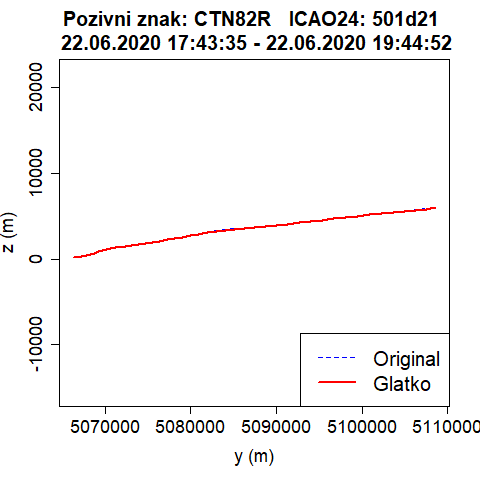 Pozivni znak: CTN82R   ICAO24: 501d21
22.06.2020 17:43:35 - 22.06.2020 19:44:52
z (m)
20000
10000
0
-10000
Original
Glatko
5070000 5080000 5090000 5100000 5110000
y (m)